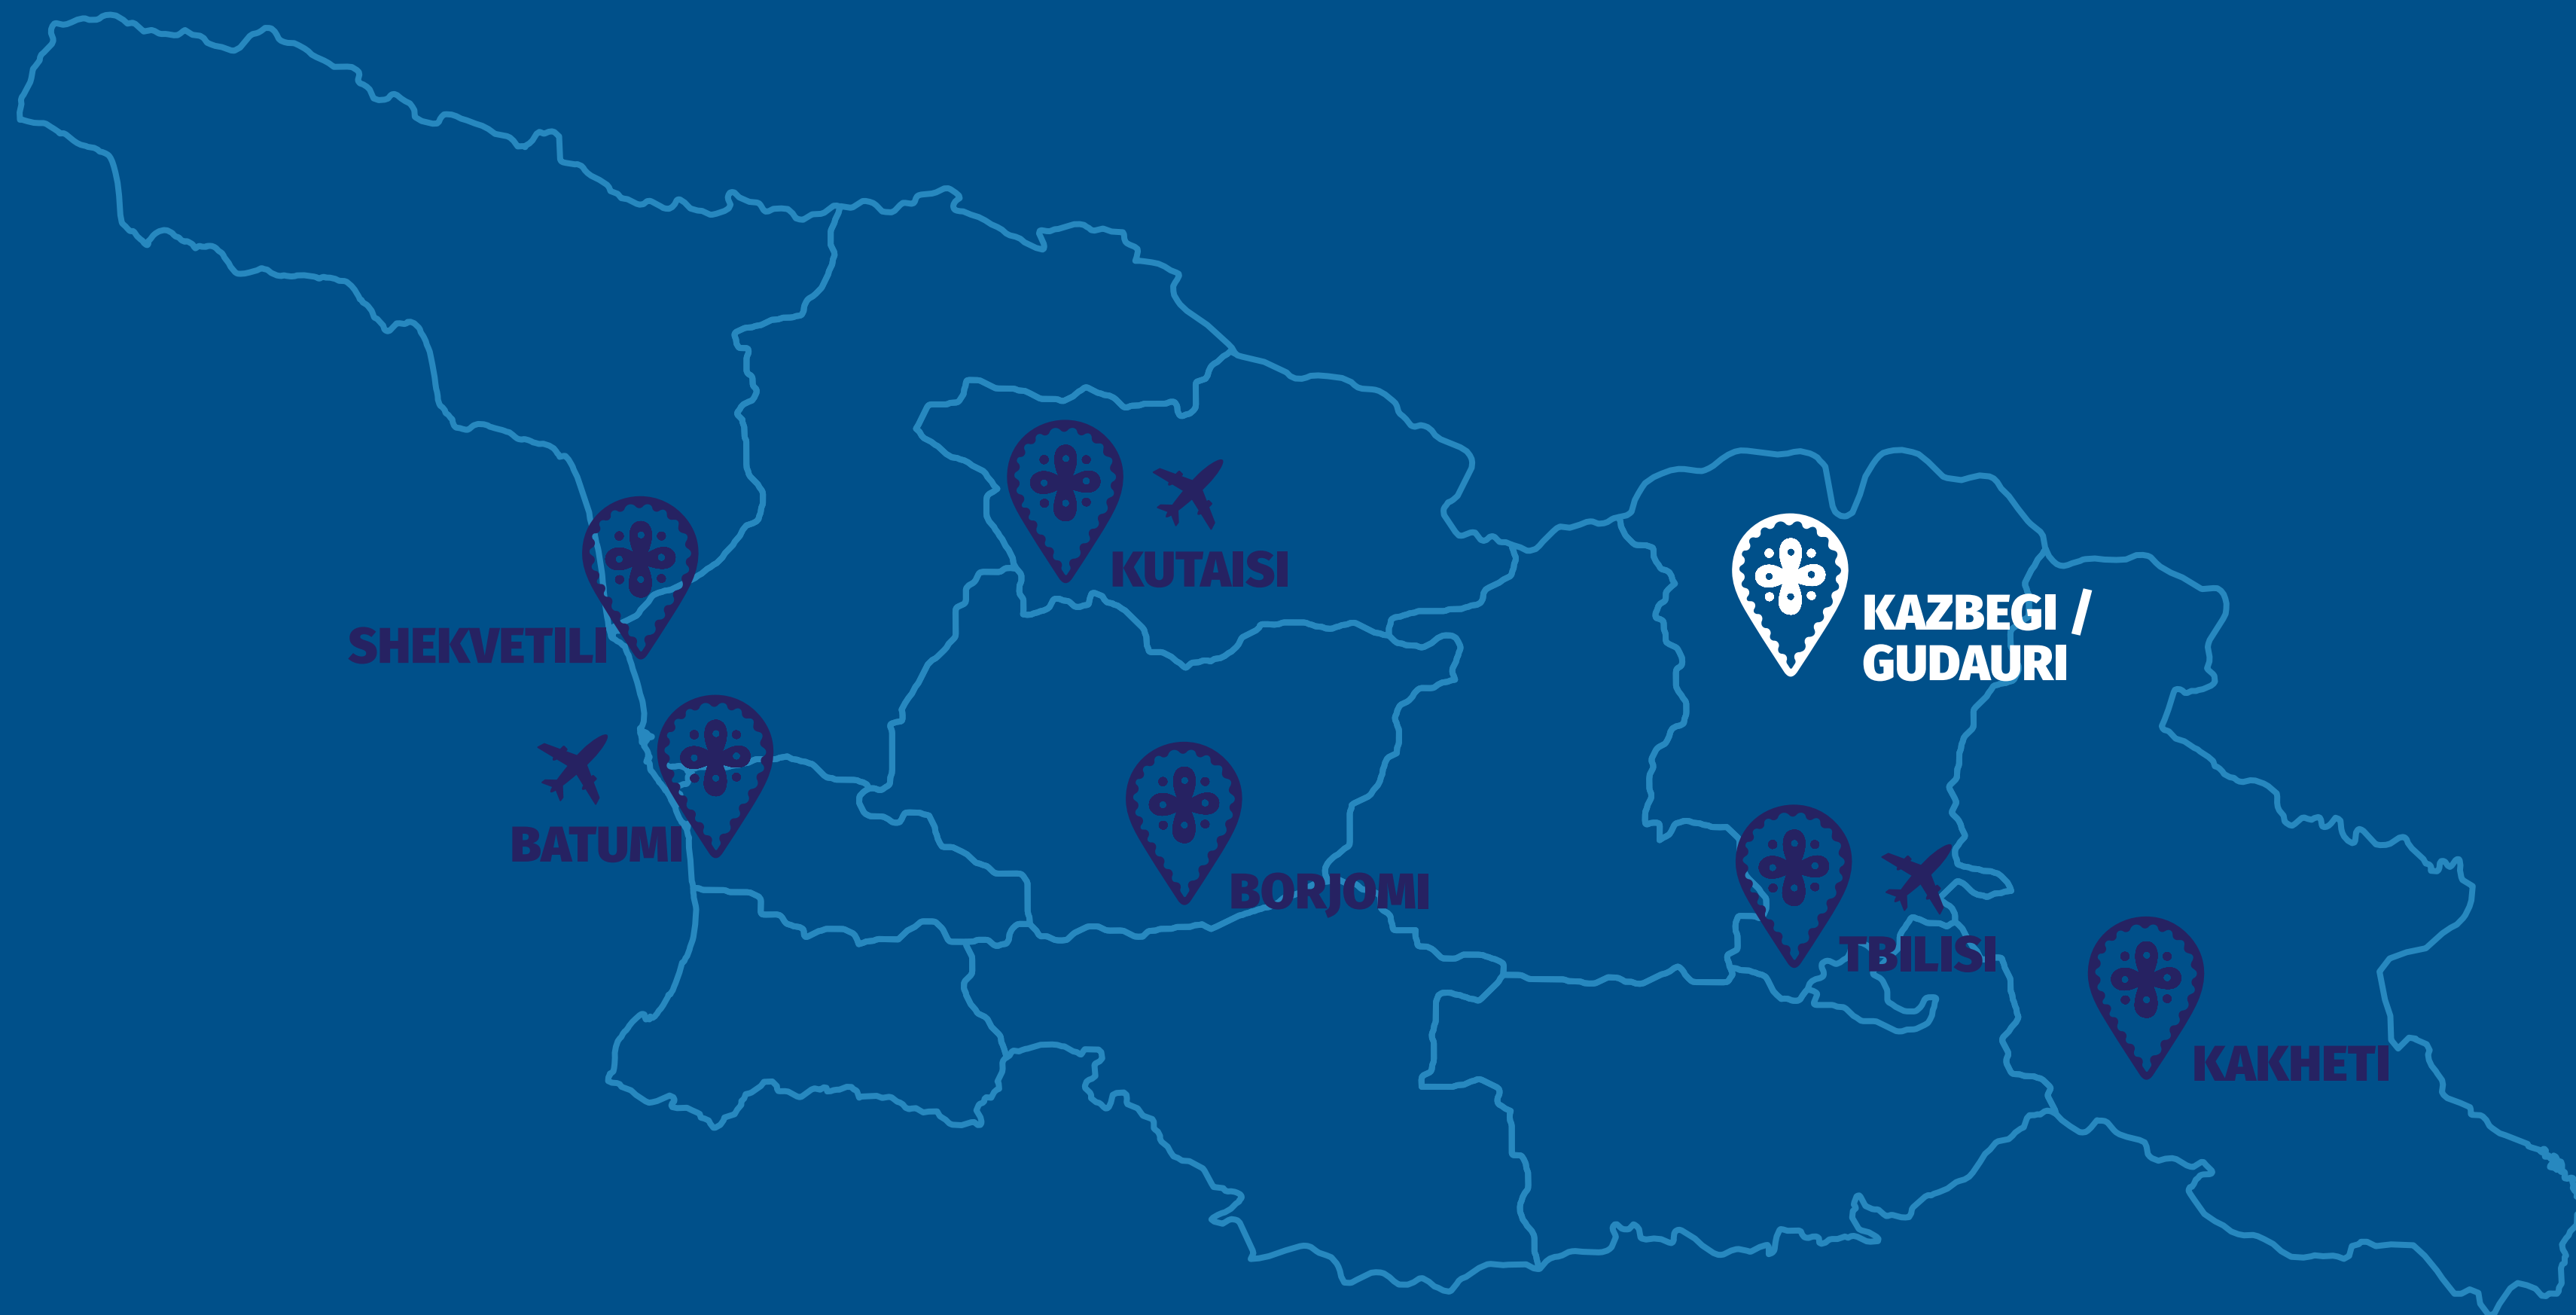 KUTAISI
KAZBEGI /
GUDAURI
SHEKVETILI
BATUMI
BORJOMI
TBILISI
KAKHETI